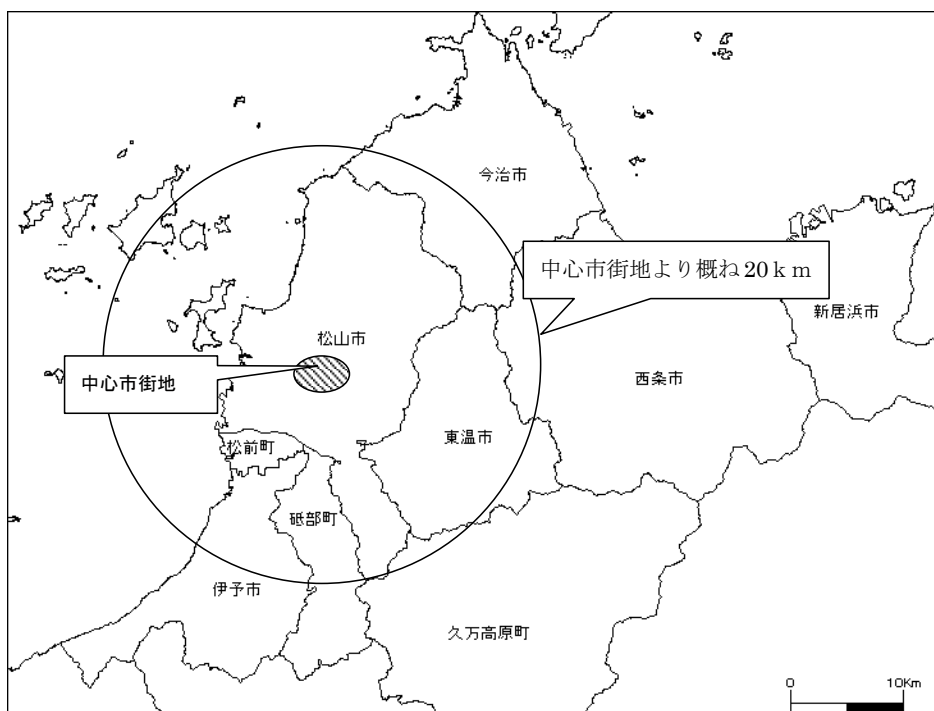 今治市
中心市街地より概ね20ｋｍ
新居浜市
松山市
西条市
中心市街地
東温市
松前町
砥部町
伊予市
久万高原町
0 10Km